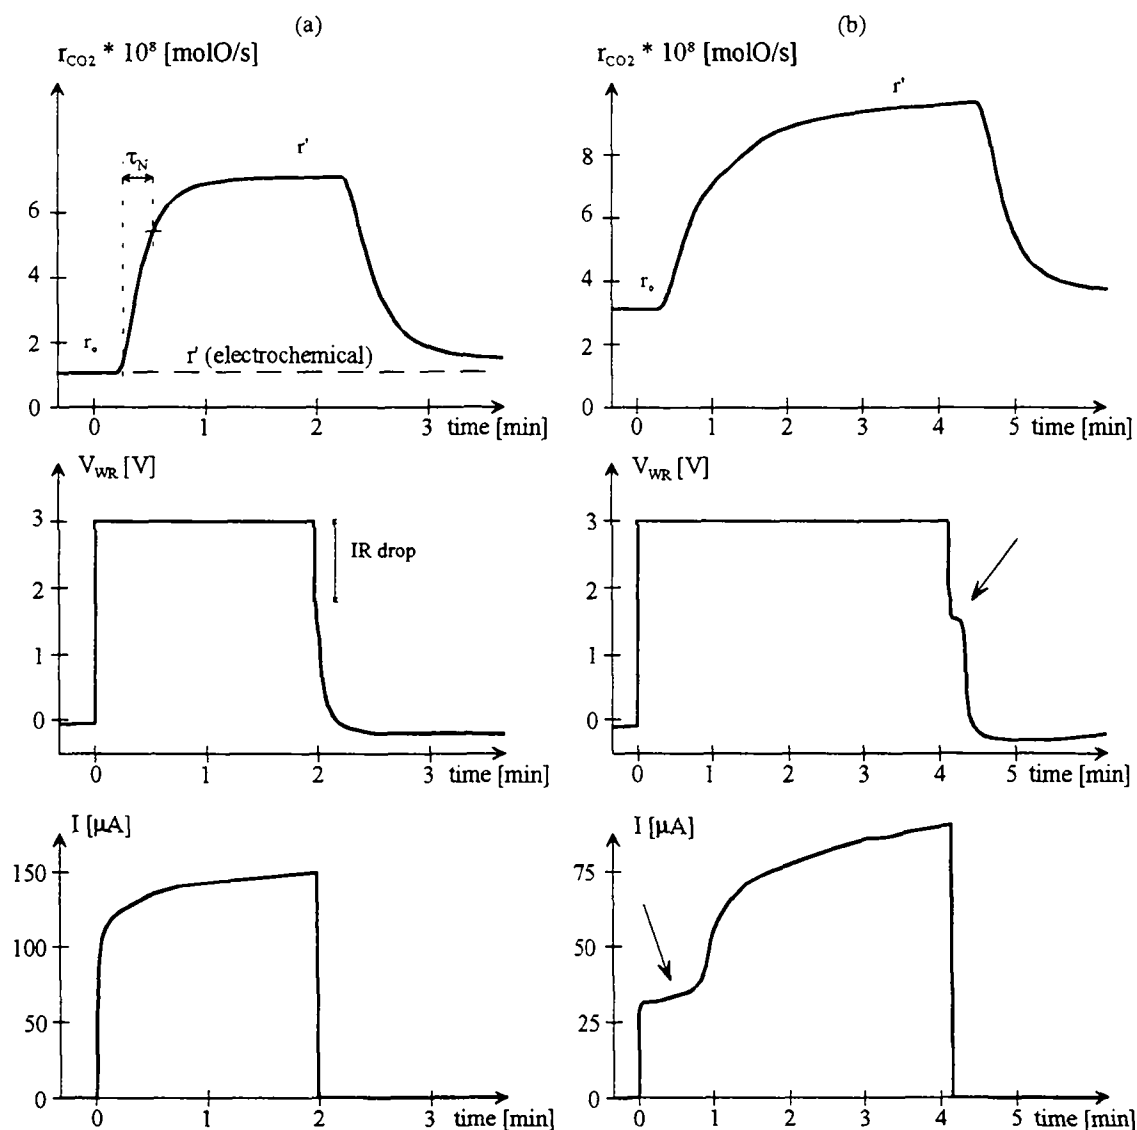 (a)
r_CO2 * 10⁸ [molO/s]
τ_N
r'
6
4
2
0
r_o
r' (electrochemical)
0 1 2 3 time [min]
V_WR [V]
3
2
1
0
IR drop
0 1 2 3 time [min]
I [μA]
150
100
50
0
0 1 2 3 time [min]
(b)
r_CO2 * 10⁸ [molO/s]
r'
8
6
4
2
0
r_o
0 1 2 3 4 5 time [min]
V_WR [V]
3
2
1
0
0 1 2 3 4 5 time [min]
I [μA]
75
50
25
0
0 1 2 3 4 5 time [min]